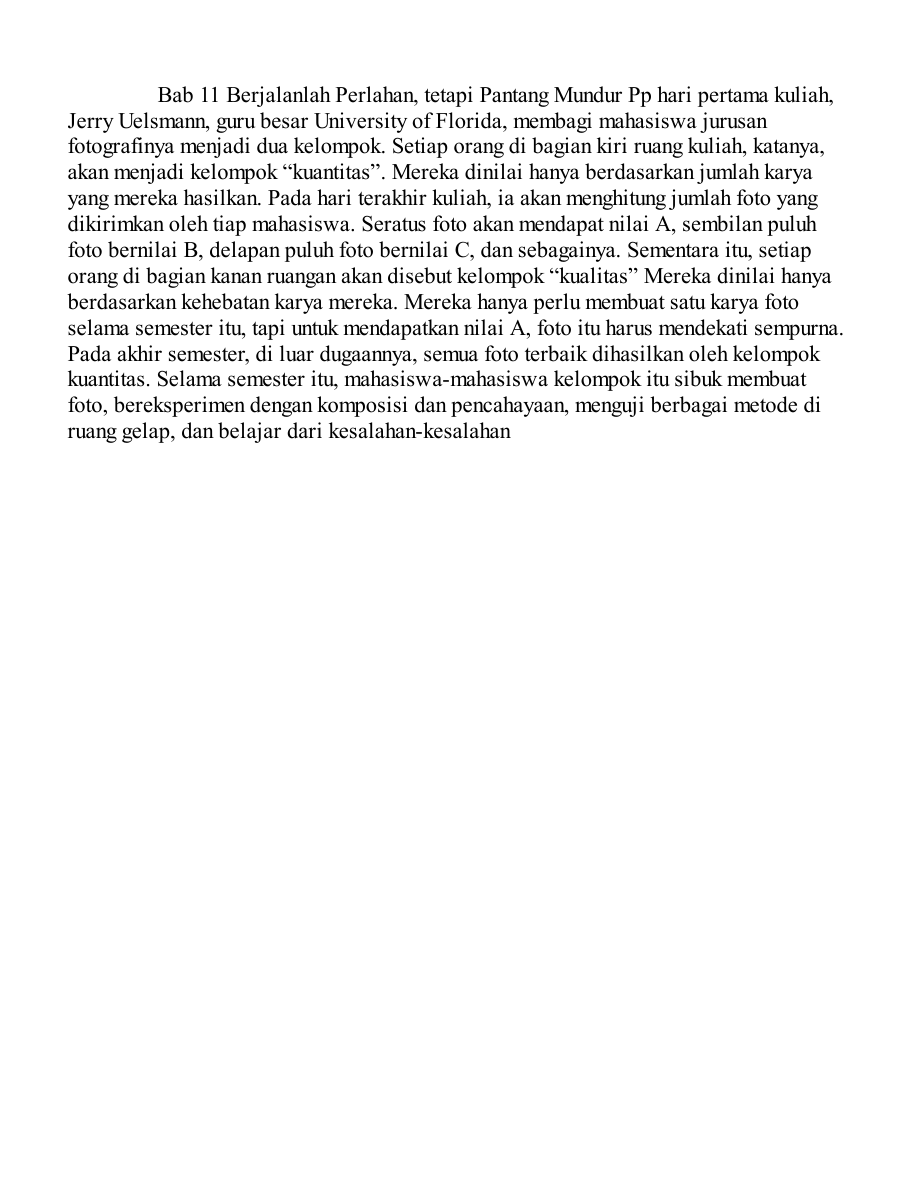 Bab 11 Berjalanlah Perlahan, tetapi Pantang Mundur Pp hari pertama kuliah,
Jerry Uelsmann, guru besar University of Florida, membagi mahasiswa jurusan
fotografinya menjadi dua kelompok. Setiap orang di bagian kiri ruang kuliah, katanya,
akan menjadi kelompok “kuantitas”. Mereka dinilai hanya berdasarkan jumlah karya
yang mereka hasilkan. Pada hari terakhir kuliah, ia akan menghitung jumlah foto yang
dikirimkan oleh tiap mahasiswa. Seratus foto akan mendapat nilai A, sembilan puluh
foto bernilai B, delapan puluh foto bernilai C, dan sebagainya. Sementara itu, setiap
orang di bagian kanan ruangan akan disebut kelompok “kualitas” Mereka dinilai hanya
berdasarkan kehebatan karya mereka. Mereka hanya perlu membuat satu karya foto
selama semester itu, tapi untuk mendapatkan nilai A, foto itu harus mendekati sempurna.
Pada akhir semester, di luar dugaannya, semua foto terbaik dihasilkan oleh kelompok
kuantitas. Selama semester itu, mahasiswa-mahasiswa kelompok itu sibuk membuat
foto, bereksperimen dengan komposisi dan pencahayaan, menguji berbagai metode di
ruang gelap, dan belajar dari kesalahan-kesalahan